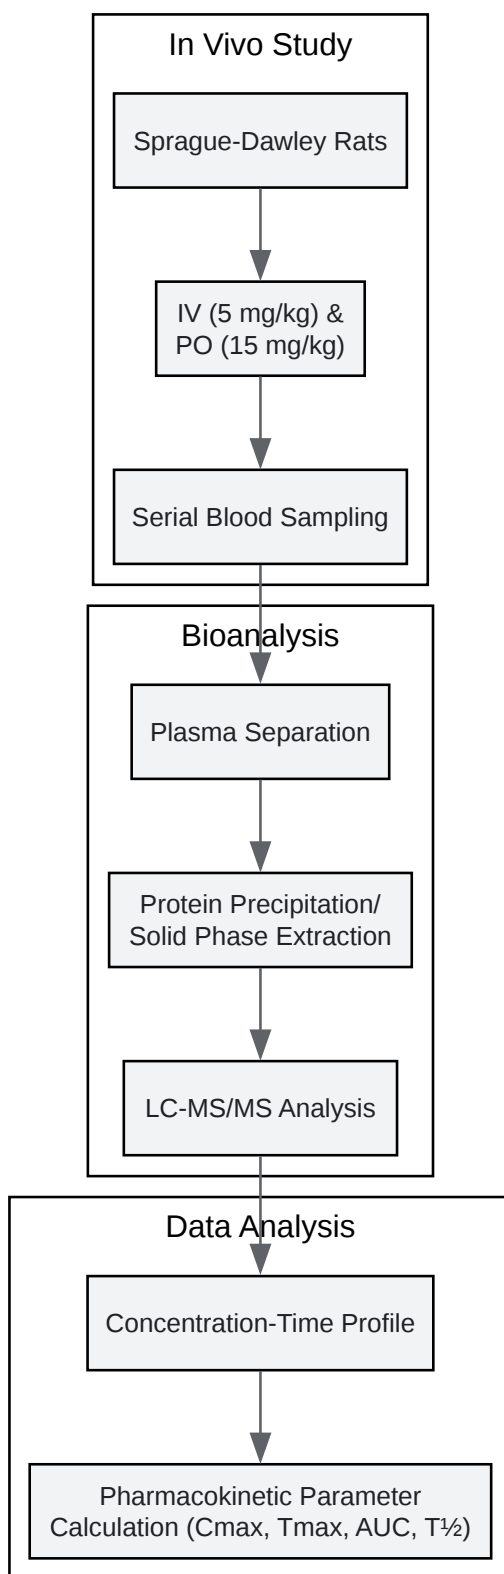 In Vivo Study
Sprague-Dawley Rats
IV (5 mg/kg) &
PO (15 mg/kg)
Serial Blood Sampling
Bioanalysis
Plasma Separation
Protein Precipitation/
Solid Phase Extraction
LC-MS/MS Analysis
Data Analysis
Concentration-Time Profile
Pharmacokinetic Parameter
Calculation (Cmax, Tmax, AUC, T½)